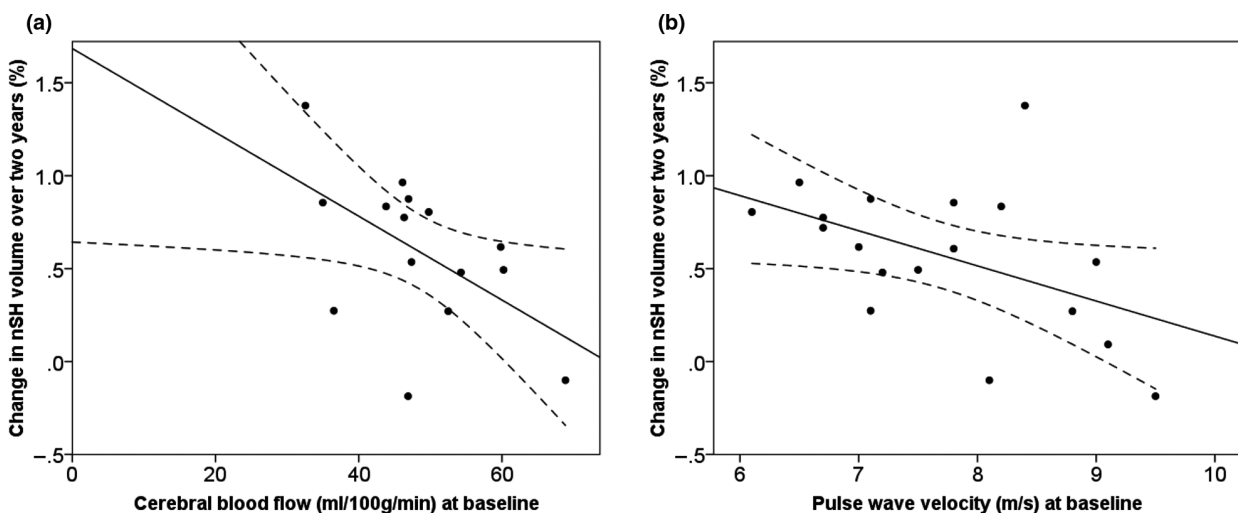 (a)
Change in nSH volume over two years (%)
1.5
1.0
.5
.0
–.5
0 20 40 60
Cerebral blood flow (ml/100g/min) at baseline
(b)
Change in nSH volume over two years (%)
1.5
1.0
.5
.0
–.5
6 7 8 9 10
Pulse wave velocity (m/s) at baseline